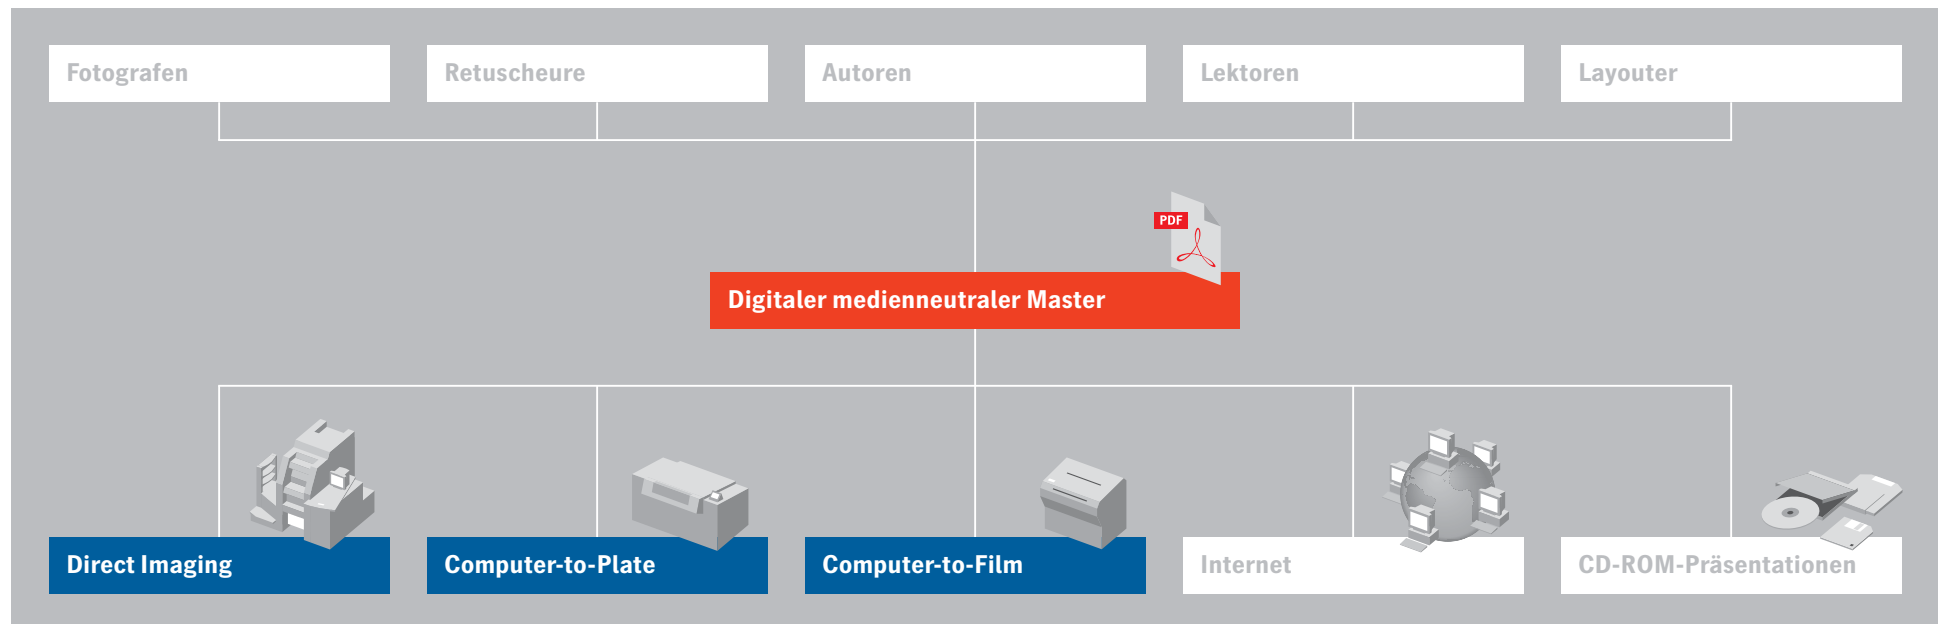 Fotografen
Retuscheure
Autoren
Lektoren
Layouter
PDF
Digitaler medienneutraler Master
Direct Imaging
Computer-to-Plate
Computer-to-Film
Internet
CD-ROM-Präsentationen